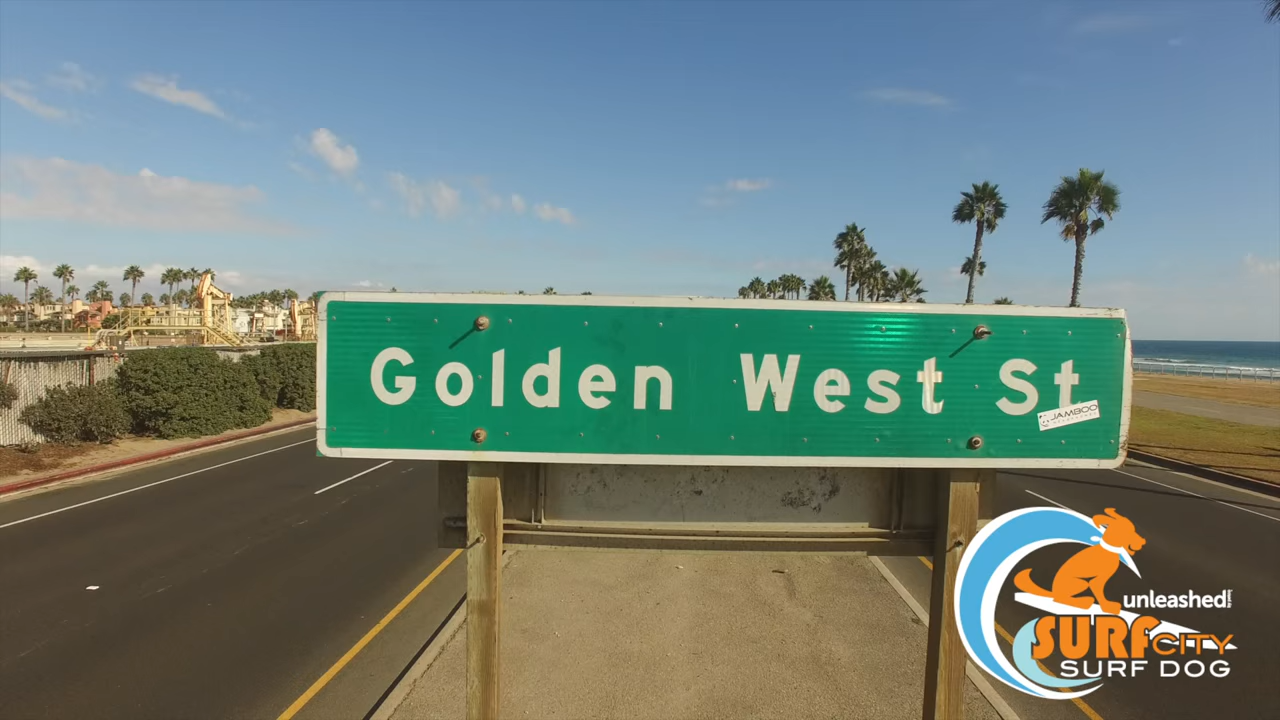 Golden West St
JAMBOO
unleashed
SURF CITY
SURF DOG